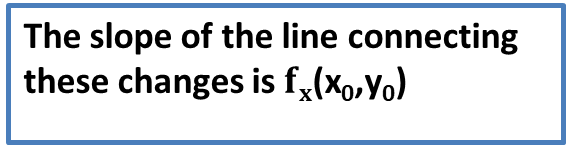 The slope of the line connecting
these changes is fₓ(x₀,y₀)